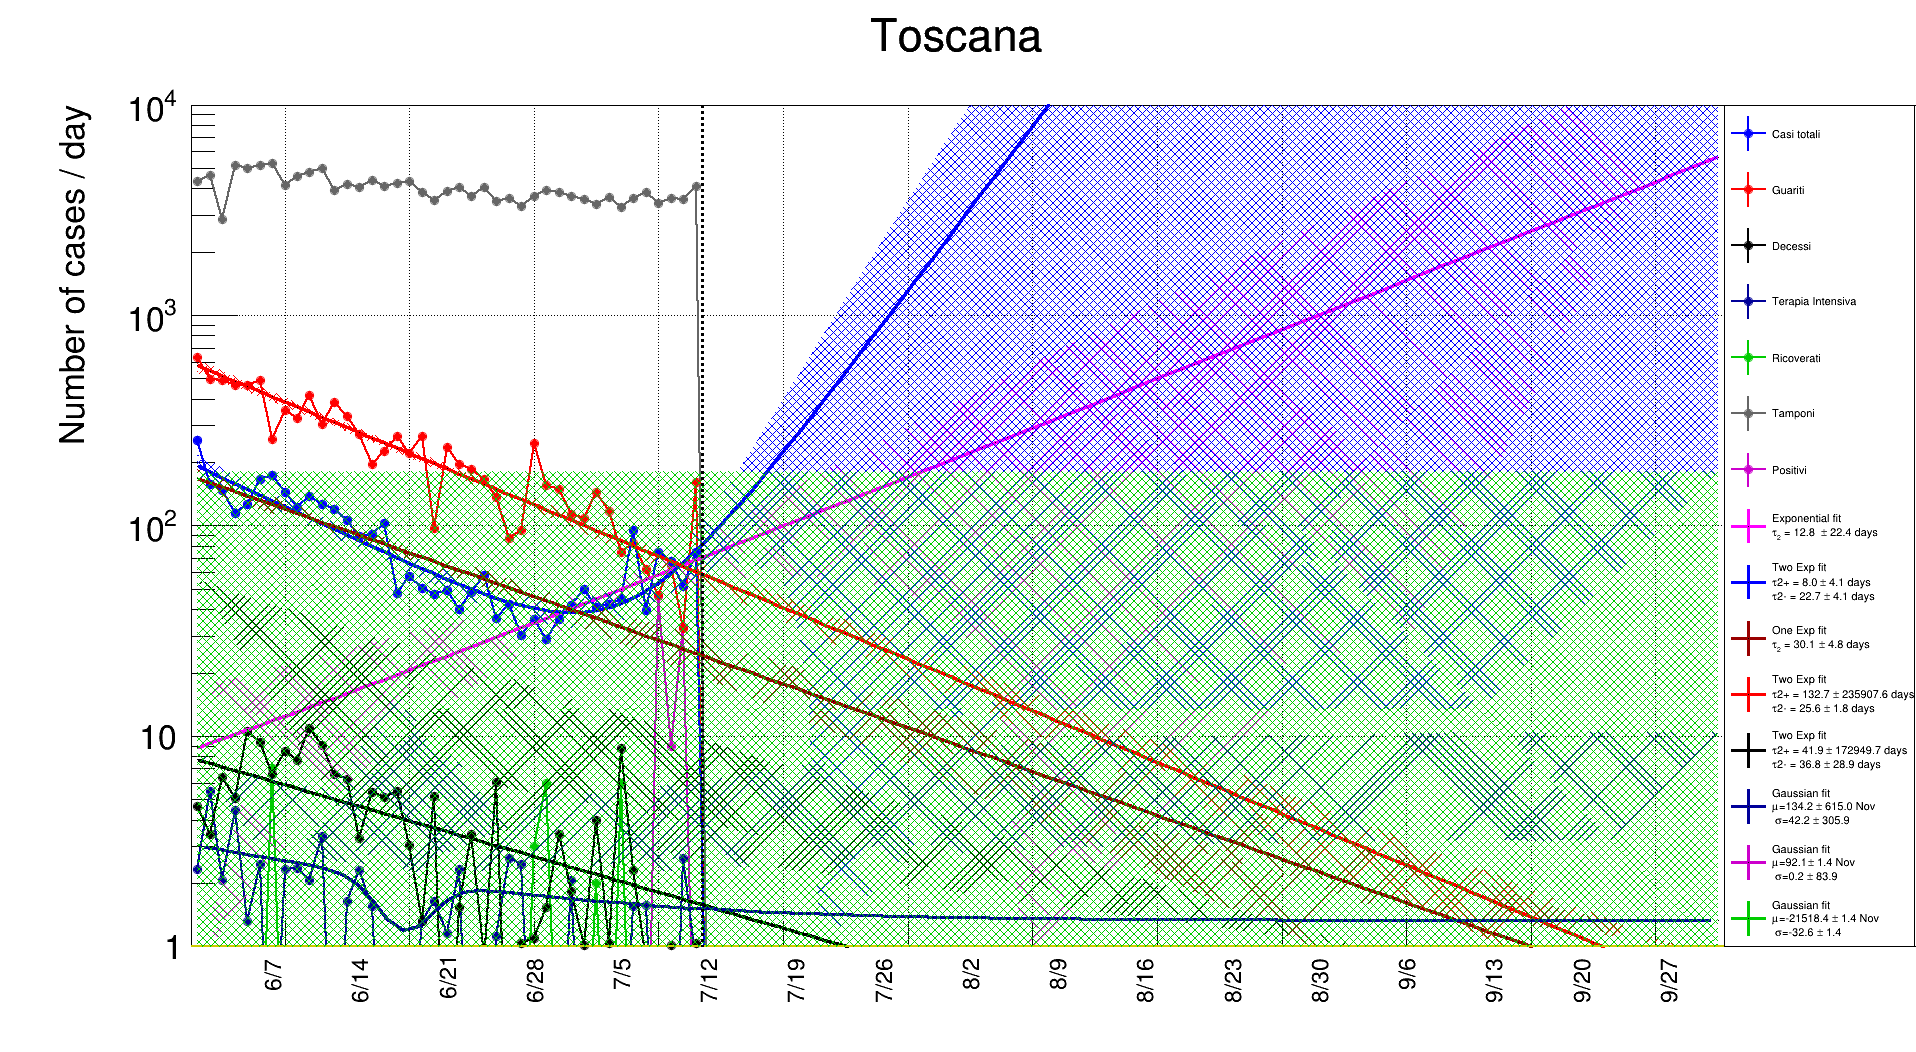 Toscana
Number of cases / day
10⁴
10³
10²
10
1
6/7
6/14
6/21
6/28
7/5
7/12
7/19
7/26
8/2
8/9
8/16
8/23
8/30
9/6
9/13
9/20
9/27
Casi totali
Guariti
Decessi
Terapia Intensiva
Ricoverati
Tamponi
Positivi
Exponential fit
τ₂ = 12.8 ± 22.4 days
Two Exp fit
τ2+ = 8.0 ± 4.1 days
τ2- = 22.7 ± 4.1 days
One Exp fit
τ₂ = 30.1 ± 4.8 days
Two Exp fit
τ2+ = 132.7 ± 235907.6 days
τ2- = 25.6 ± 1.8 days
Two Exp fit
τ2+ = 41.9 ± 172949.7 days
τ2- = 36.8 ± 28.9 days
Gaussian fit
μ=134.2 ± 615.0 Nov
σ=42.2 ± 305.9
Gaussian fit
μ=92.1 ± 1.4 Nov
σ=0.2 ± 83.9
Gaussian fit
μ=-21518.4 ± 1.4 Nov
σ=-32.6 ± 1.4